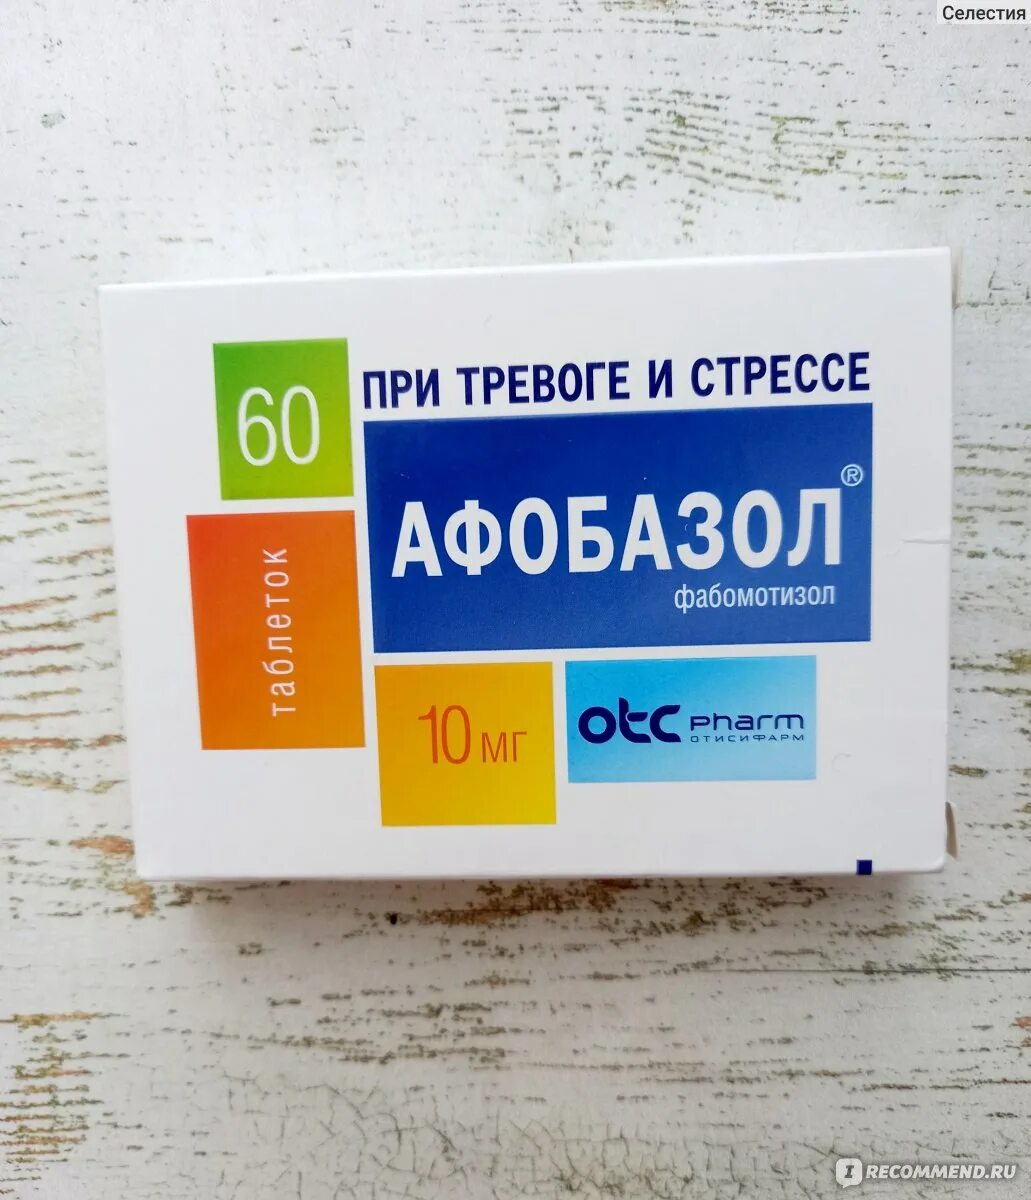 Селестия
60
ПРИ ТРЕВОГЕ И СТРЕССЕ
АФОБАЗОЛ®
фабомотизол
таблеток
10 мг
otc pharm
ОТИСИФАРМ
I RECOMMEND.RU